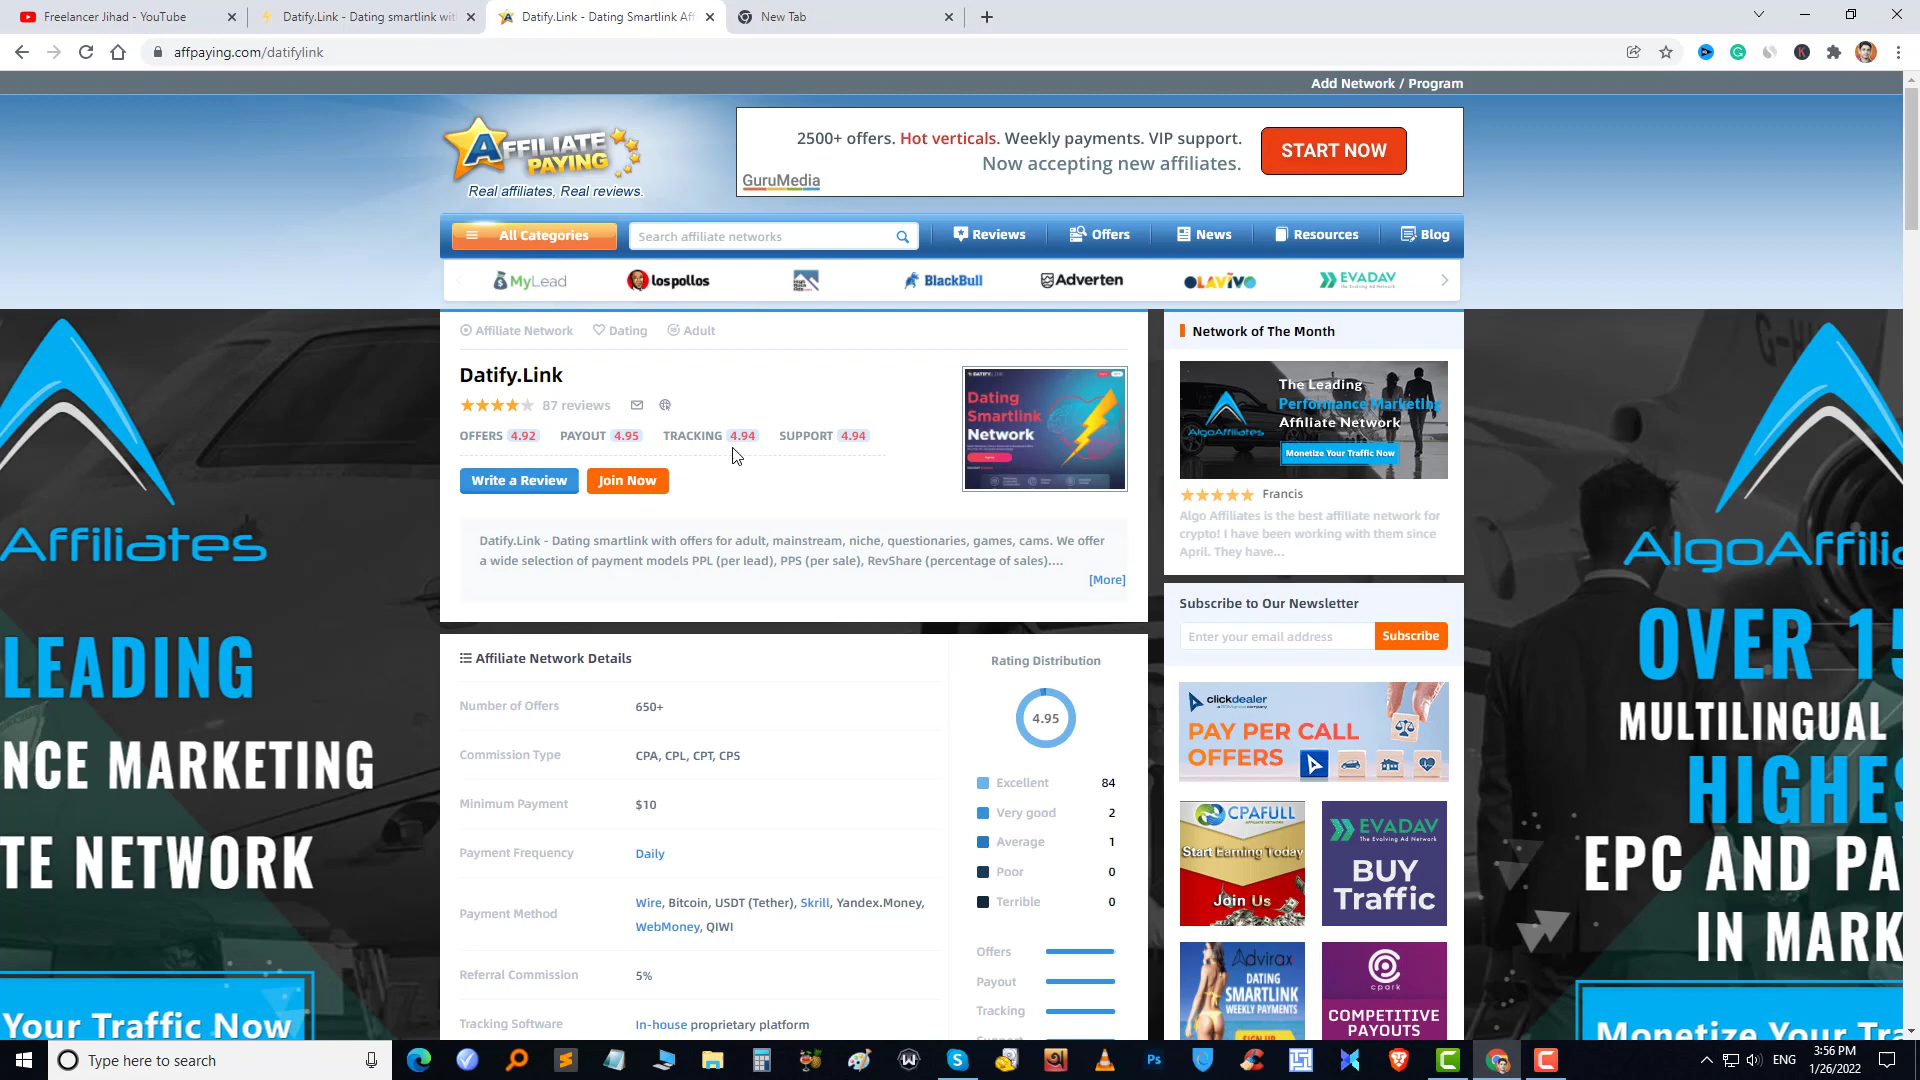 Freelancer Jihad - YouTube
Datify.Link - Dating smartlink wit
Datify.Link - Dating Smartlink Aff
New Tab
affpaying.com/datifylink
Add Network / Program
AFFILIATE
PAYING
Real affiliates, Real reviews.
2500+ offers. Hot verticals. Weekly payments. VIP support.
Now accepting new affiliates.
GuruMedia
START NOW
All Categories
Search affiliate networks
Reviews
Offers
News
Resources
Blog
MyLead
lospollos
BlackBull
Adverten
OLAVIVO
EVADAV
Affiliate Network
Dating
Adult
Datify.Link
87 reviews
OFFERS 4.92 PAYOUT 4.95 TRACKING 4.94 SUPPORT 4.94
Write a Review
Join Now
Dating
Smartlink
Network
Datify.Link - Dating smartlink with offers for adult, mainstream, niche, questionaries, games, cams. We offer
a wide selection of payment models PPL (per lead), PPS (per sale), RevShare (percentage of sales)....
[More]
Affiliate Network Details
Number of Offers 650+
Commission Type CPA, CPL, CPT, CPS
Minimum Payment $10
Payment Frequency Daily
Payment Method Wire, Bitcoin, USDT (Tether), Skrill, Yandex.Money,
WebMoney, QIWI
Referral Commission 5%
Tracking Software In-house proprietary platform
Rating Distribution
4.95
Excellent 84
Very good 2
Average 1
Poor 0
Terrible 0
Offers
Payout
Tracking
Network of The Month
The Leading
Performance Marketing
Affiliate Network
AlgoAffiliates
Monetize Your Traffic Now
Francis
Algo Affiliates is the best affiliate network for
crypto! I have been working with them since
April. They have...
Subscribe to Our Newsletter
Enter your email address
Subscribe
clickdealer
PAY PER CALL
OFFERS
CPAFULL
Start Earning Today
Join Us
EVADAV
The Evolving Ad Network
BUY
Traffic
Advirax
DATING
SMARTLINK
WEEKLY PAYMENTS
SIGN UP
cpark
COMPETITIVE
PAYOUTS
Affiliates
LEADING
NCE MARKETING
TE NETWORK
Your Traffic Now
AlgoAffili
OVER 15
MULTILINGUAL
HIGHES
EPC AND PA
IN MARK
Monetize Your Tra
Type here to search
ENG
3:56 PM
1/26/2022